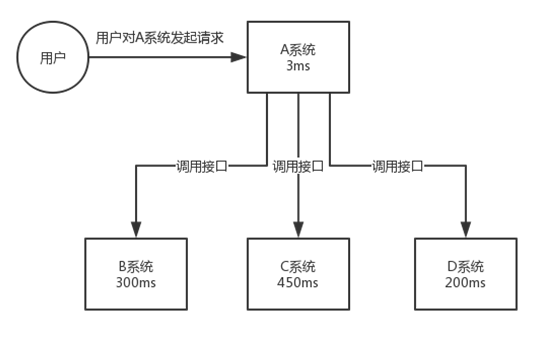 用户
用户对A系统发起请求
A系统
3ms
调用接口
调用接口
调用接口
B系统
300ms
C系统
450ms
D系统
200ms